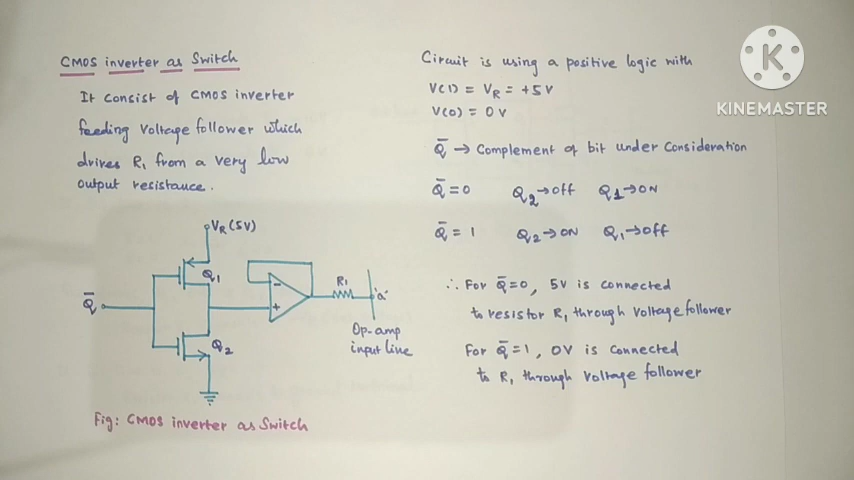 CMOS inverter as Switch
It consist of CMOS inverter
feeding voltage follower which
drives R1 from a very low
output resistance.
VR (5V)
Q1
Q̅
Q2
-
+
R1
'a'
Op-amp
input line
Fig: CMOS inverter as Switch
Circuit is using a positive logic with
V(1) = VR = +5V
V(0) = 0V
Q̅ → Complement of bit under Consideration
Q̅ = 0 Q2 → off Q1 → ON
Q̅ = 1 Q2 → ON Q1 → off
∴ For Q̅ = 0, 5V is connected
to resistor R1 through voltage follower
For Q̅ = 1, 0V is connected
to R1 through voltage follower
K
KINEMASTER